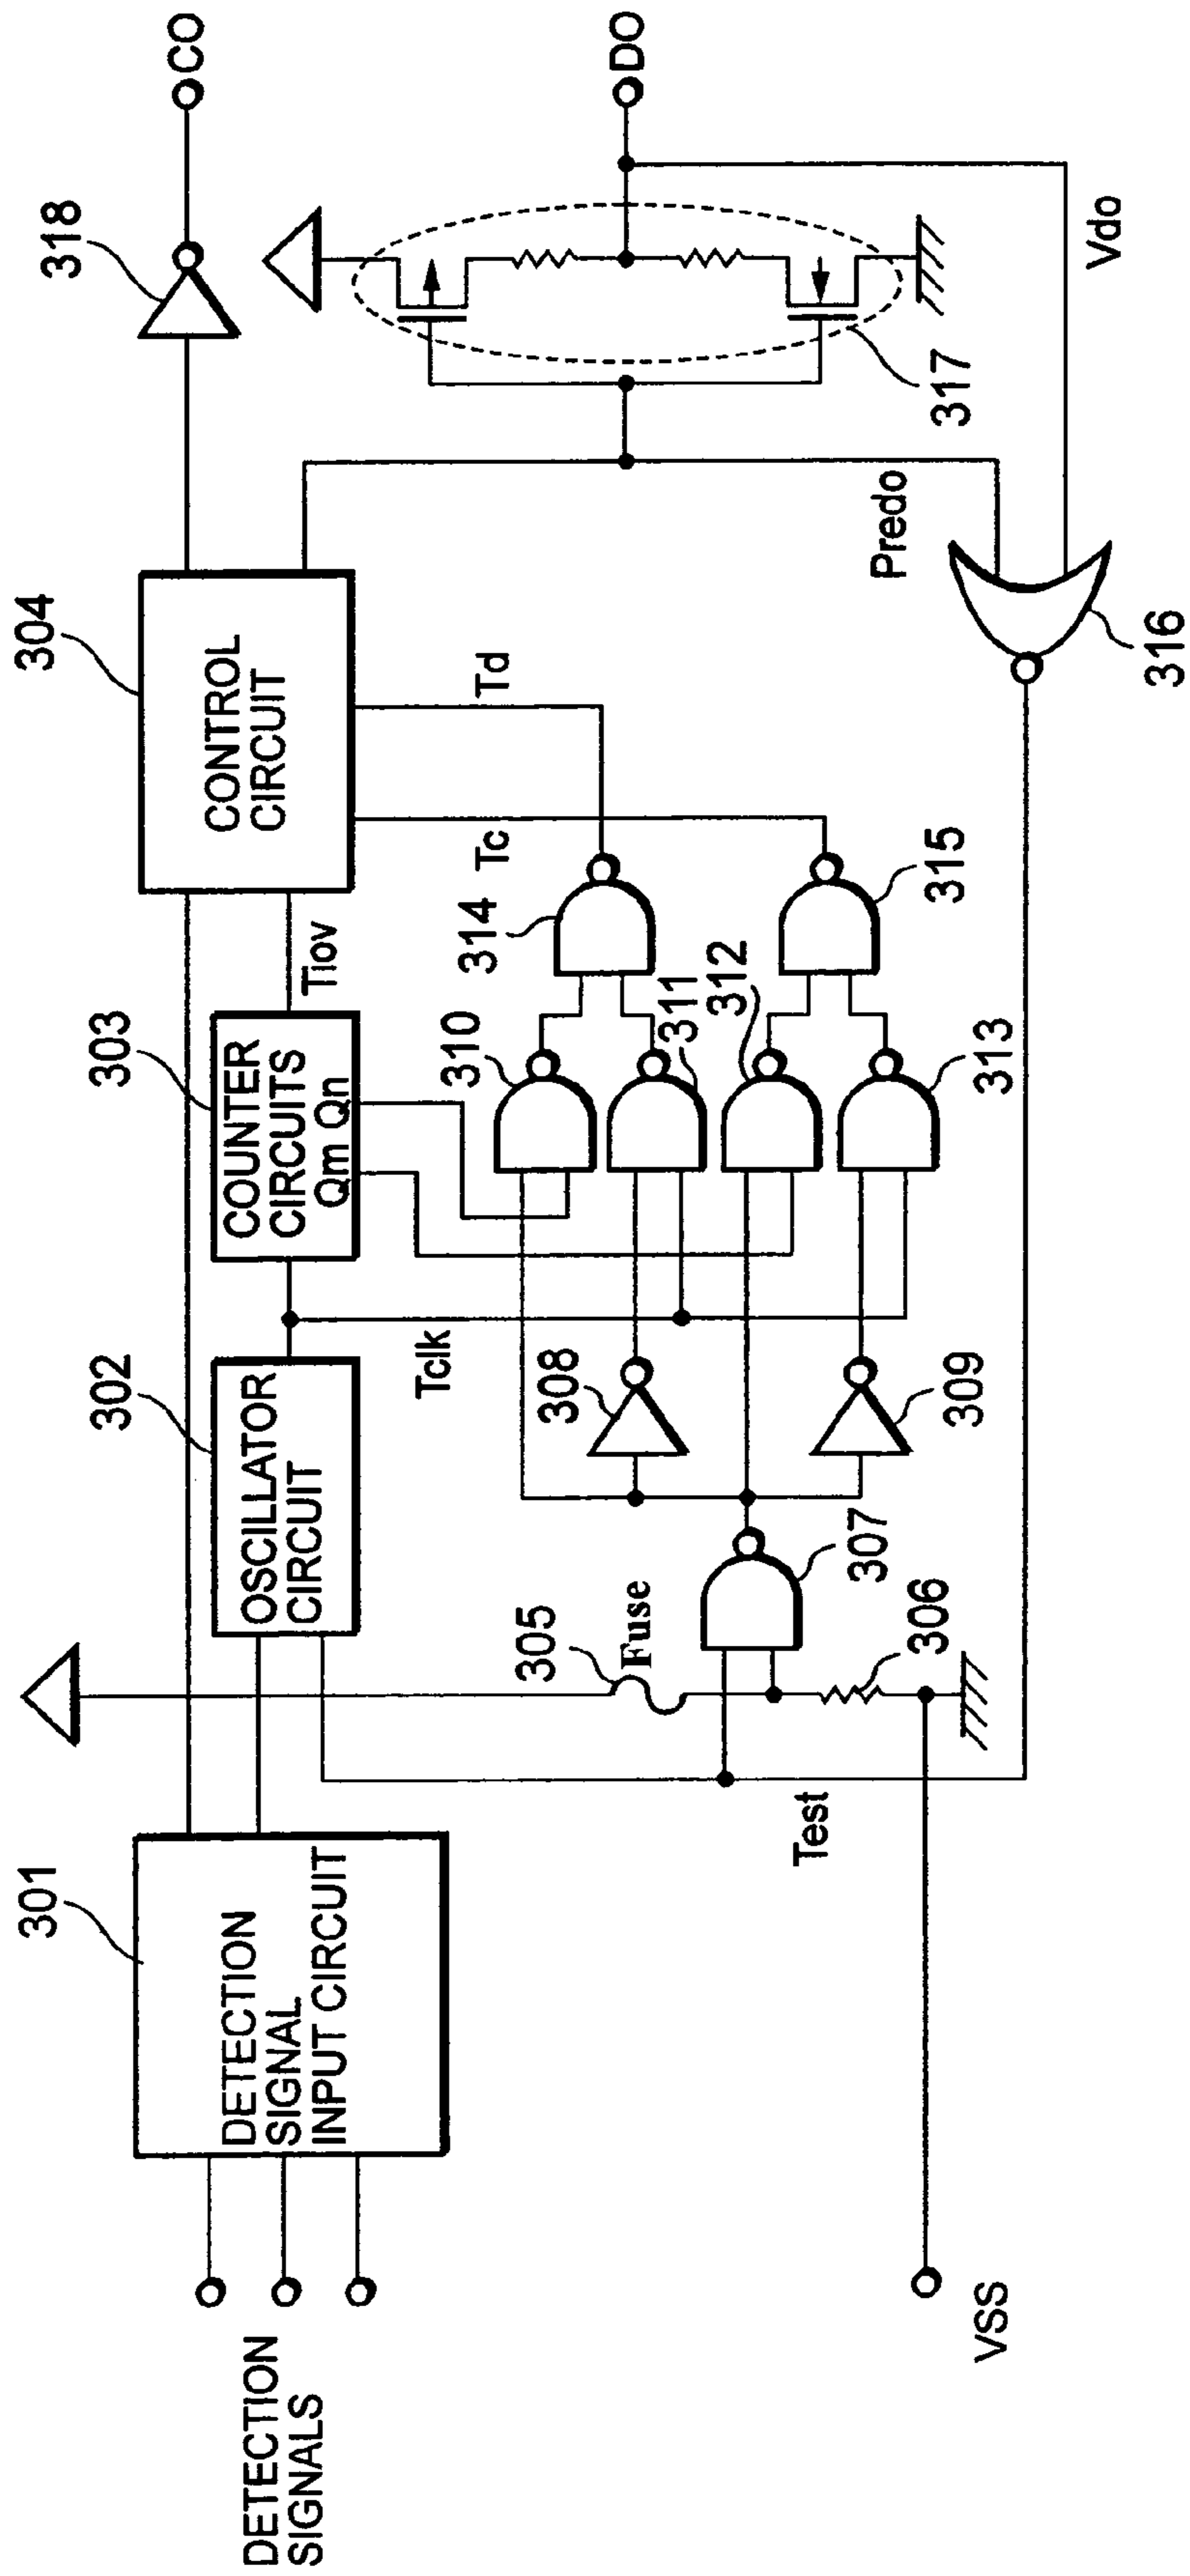 DETECTION
SIGNALS
301
DETECTION
SIGNAL
INPUT CIRCUIT
VSS
Test
302
OSCILLATOR
CIRCUIT
Tclk
303
COUNTER
CIRCUITS
Qm Qn
Tiov
304
CONTROL
CIRCUIT
Tc
Td
305
Fuse
306
307
308
309
310
311
312
313
314
315
316
Predo
Vdo
317
318
CO
DO